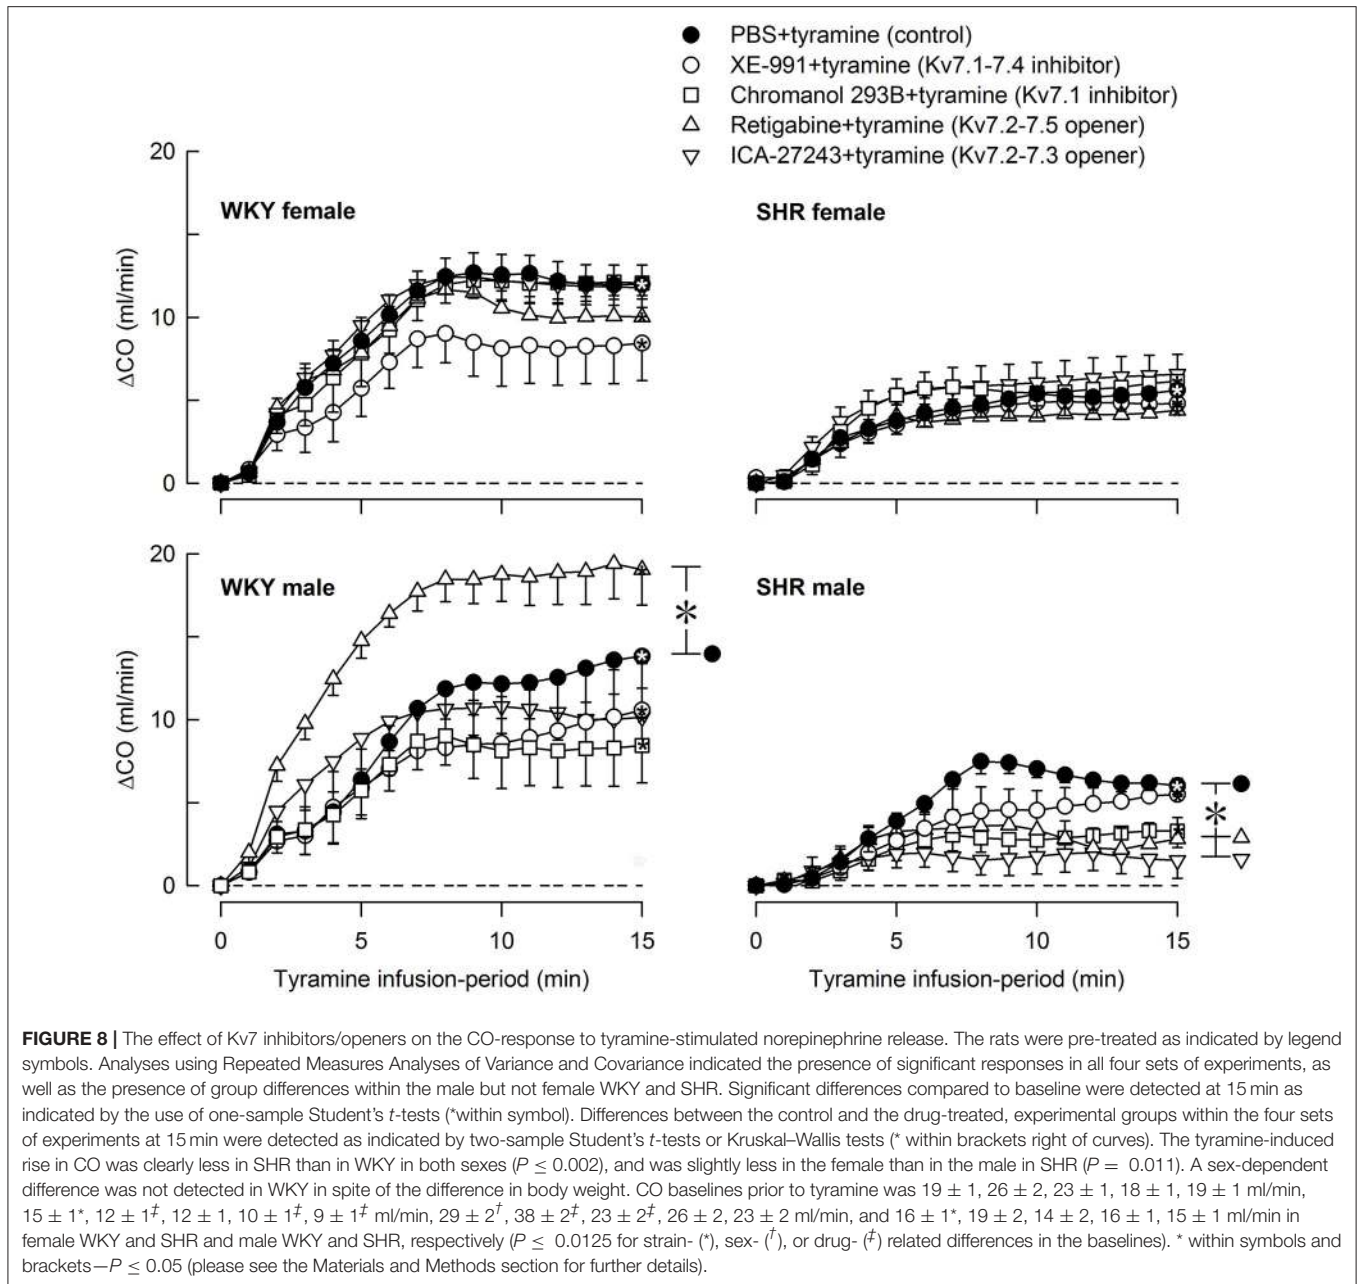 PBS+tyramine (control)
XE-991+tyramine (Kv7.1-7.4 inhibitor)
Chromanol 293B+tyramine (Kv7.1 inhibitor)
Retigabine+tyramine (Kv7.2-7.5 opener)
ICA-27243+tyramine (Kv7.2-7.3 opener)
20
WKY female
SHR female
ΔCO (ml/min)
10
0
20
WKY male
SHR male
*
ΔCO (ml/min)
10
*
0
0 5 10 15
0 5 10 15
Tyramine infusion-period (min)
Tyramine infusion-period (min)
FIGURE 8 | The effect of Kv7 inhibitors/openers on the CO-response to tyramine-stimulated norepinephrine release. The rats were pre-treated as indicated by legend
symbols. Analyses using Repeated Measures Analyses of Variance and Covariance indicated the presence of significant responses in all four sets of experiments, as
well as the presence of group differences within the male but not female WKY and SHR. Significant differences compared to baseline were detected at 15 min as
indicated by the use of one-sample Student's t-tests (*within symbol). Differences between the control and the drug-treated, experimental groups within the four sets
of experiments at 15 min were detected as indicated by two-sample Student's t-tests or Kruskal–Wallis tests (* within brackets right of curves). The tyramine-induced
rise in CO was clearly less in SHR than in WKY in both sexes (P ≤ 0.002), and was slightly less in the female than in the male in SHR (P = 0.011). A sex-dependent
difference was not detected in WKY in spite of the difference in body weight. CO baselines prior to tyramine was 19 ± 1, 26 ± 2, 23 ± 1, 18 ± 1, 19 ± 1 ml/min,
15 ± 1*, 12 ± 1‡, 12 ± 1, 10 ± 1‡, 9 ± 1‡ ml/min, 29 ± 2†, 38 ± 2‡, 23 ± 2‡, 26 ± 2, 23 ± 2 ml/min, and 16 ± 1*, 19 ± 2, 14 ± 2, 16 ± 1, 15 ± 1 ml/min in
female WKY and SHR and male WKY and SHR, respectively (P ≤ 0.0125 for strain- (*), sex- (†), or drug- (‡) related differences in the baselines). * within symbols and
brackets—P ≤ 0.05 (please see the Materials and Methods section for further details).